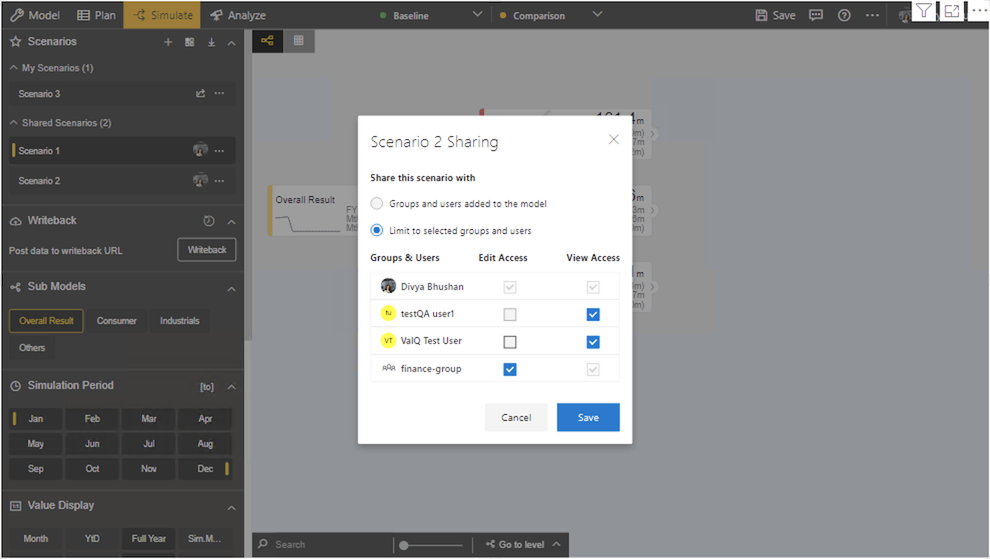 Model Plan Simulate Analyze Baseline Comparison Save
Scenarios
My Scenarios (1)
Scenario 3
Shared Scenarios (2)
Scenario 1
Scenario 2
Writeback
Post data to writeback URL Writeback
Sub Models
Overall Result Consumer Industrials
Others
Simulation Period [to]
Jan Feb Mar Apr
May Jun Jul Aug
Sep Oct Nov Dec
Value Display
Month YtD Full Year Sim.M...
Overall Result
Scenario 2 Sharing
Share this scenario with
Groups and users added to the model
Limit to selected groups and users
Groups & Users Edit Access View Access
Divya Bhushan
TU testQA user1
VT ValQ Test User
finance-group
Cancel Save
Search Go to level